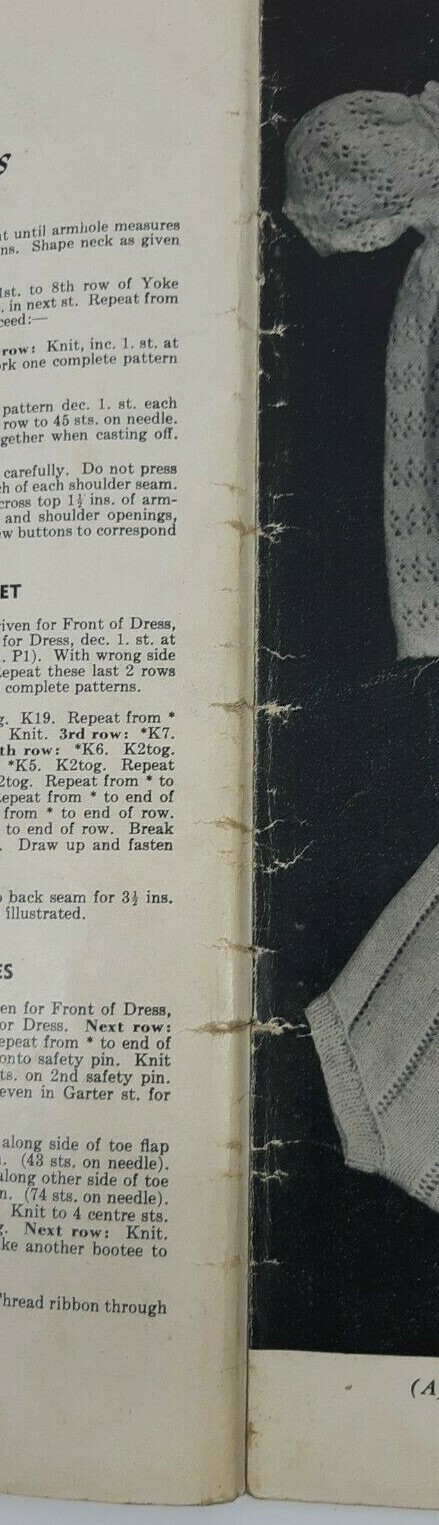 s
t until armhole measures
ns. Shape neck as given
1st. to 8th row of Yoke
. in next st. Repeat from
ceed:—
row: Knit, inc. 1. st. at
rk one complete pattern
pattern dec. 1. st. each
row to 45 sts. on needle.
gether when casting off.
carefully. Do not press
ch of each shoulder seam.
cross top 1½ ins. of arm-
and shoulder openings,
ew buttons to correspond
ET
riven for Front of Dress,
for Dress, dec. 1. st. at
. P1). With wrong side
Repeat these last 2 rows
complete patterns.
g. K19. Repeat from *
Knit. 3rd row: *K7.
th row: *K6. K2tog.
*K5. K2tog. Repeat
2tog. Repeat from * to
epeat from * to end of
from * to end of row.
to end of row. Break
. Draw up and fasten
o back seam for 3½ ins.
illustrated.
ES
en for Front of Dress,
or Dress. Next row:
epeat from * to end of
onto safety pin. Knit
ts. on 2nd safety pin.
even in Garter st. for
along side of toe flap
n. (43 sts. on needle).
along other side of toe
n. (74 sts. on needle).
Knit to 4 centre sts.
g. Next row: Knit.
ke another bootee to
Thread ribbon through
(A